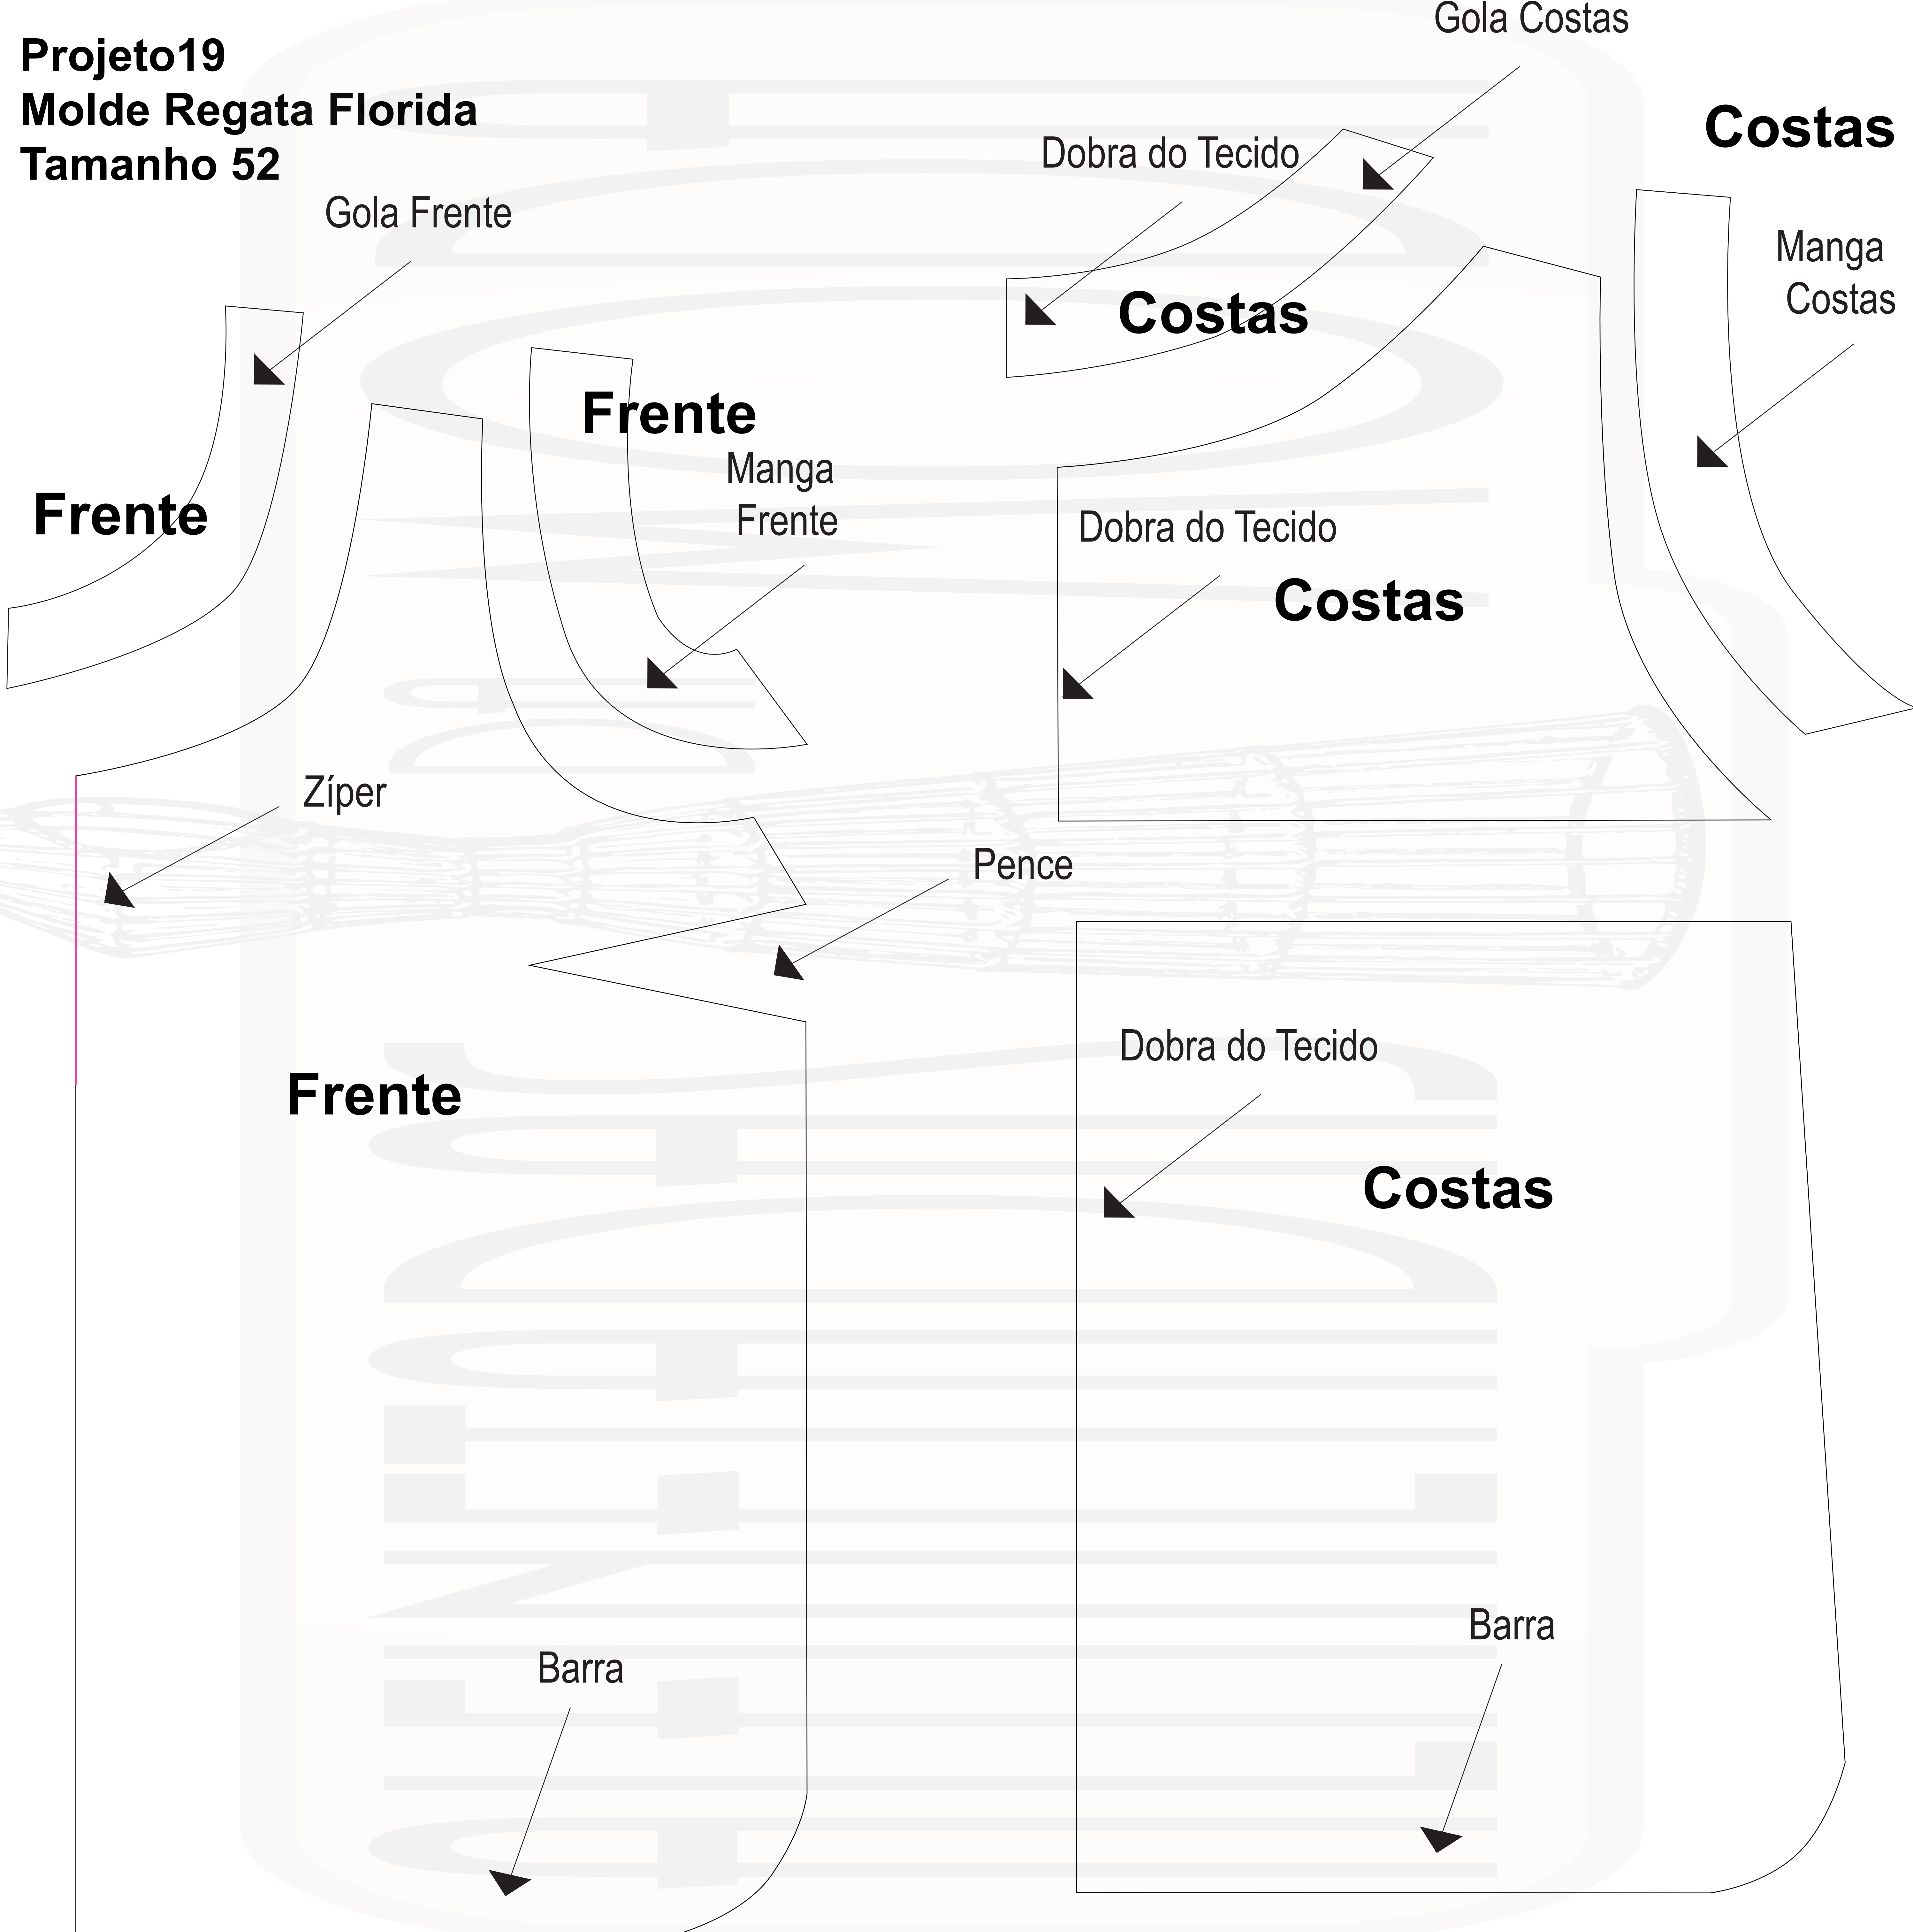 Projeto19
Molde Regata Florida
Tamanho 52
Gola Costas
Costas
Dobra do Tecido
Gola Frente
Manga
Costas
Costas
Frente
Manga
Frente
Frente
Dobra do Tecido
Costas
Zíper
Pence
Dobra do Tecido
Frente
Costas
Barra
Barra